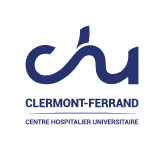 chu
CLERMONT-FERRAND
CENTRE HOSPITALIER UNIVERSITAIRE